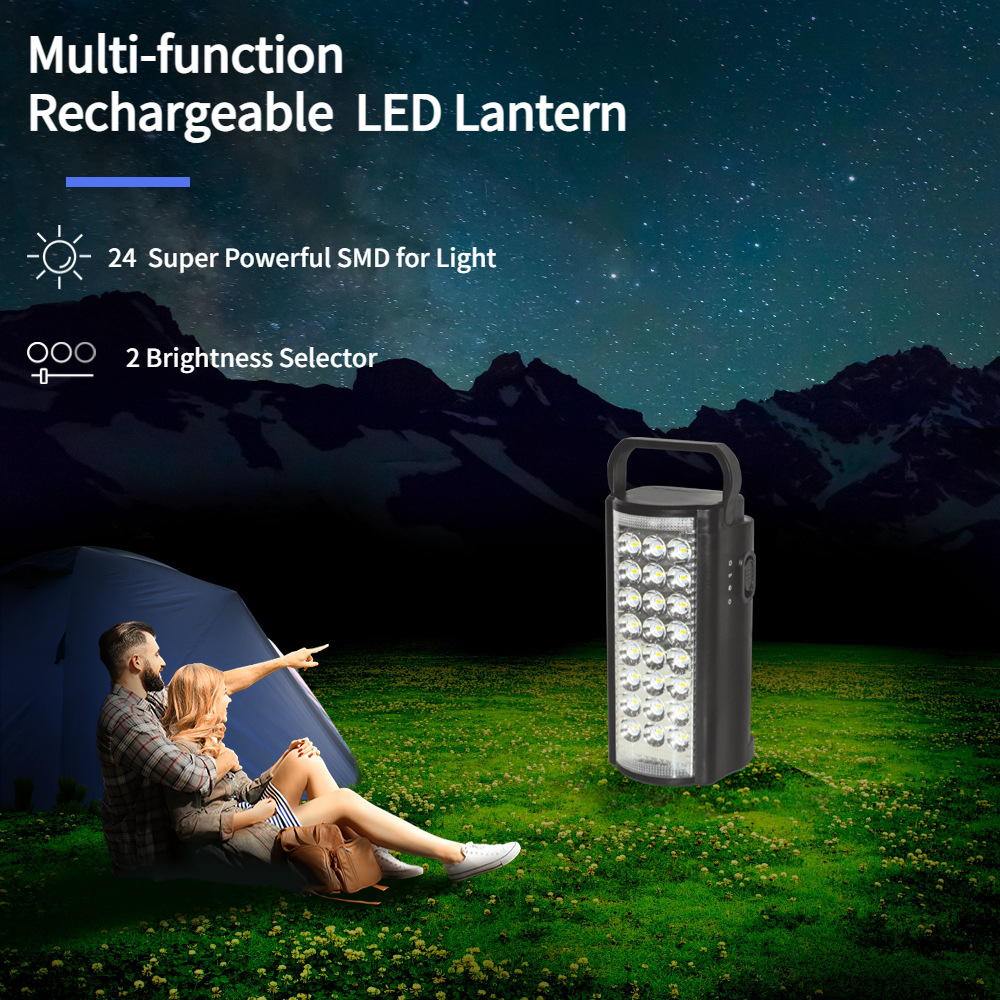 Multi-function
Rechargeable LED Lantern
24 Super Powerful SMD for Light
2 Brightness Selector